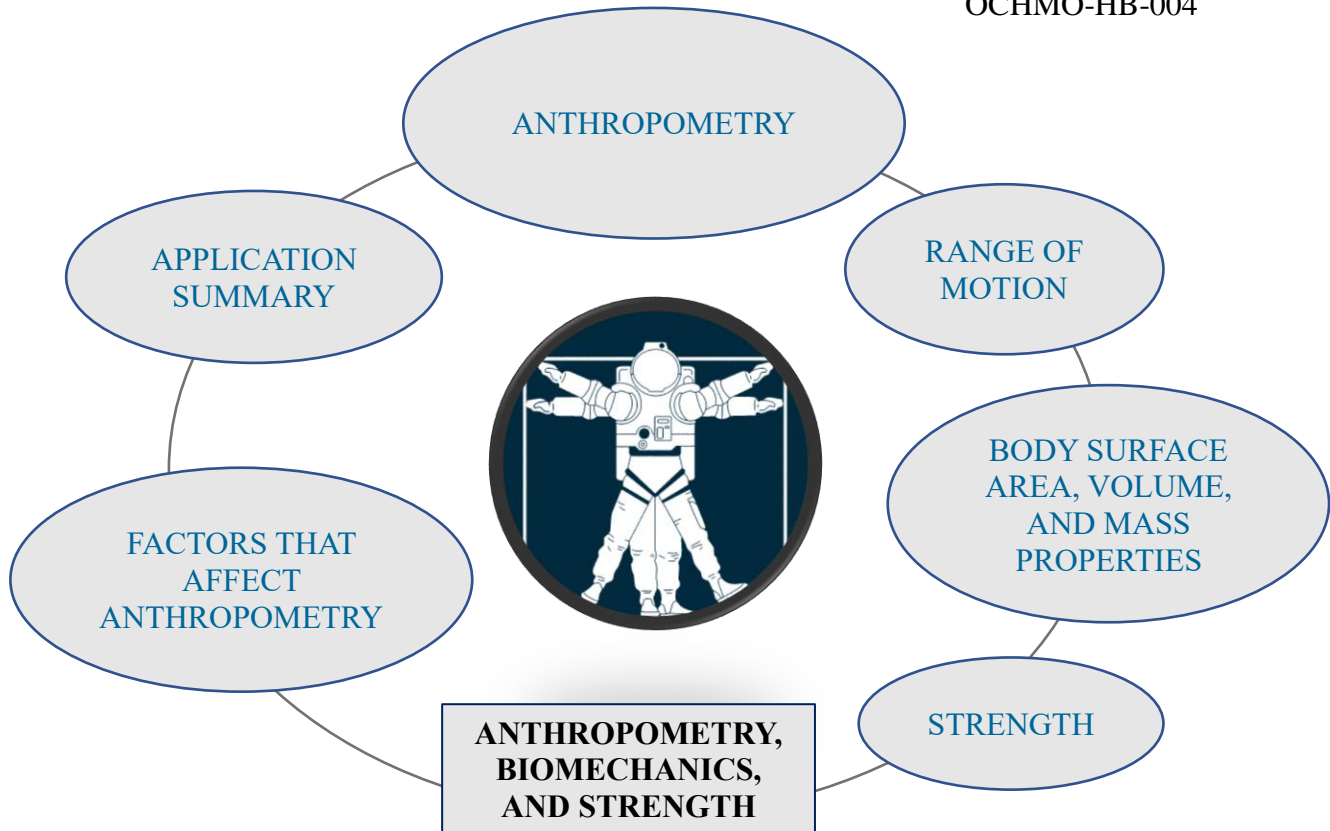 OCHMO-HB-004
ANTHROPOMETRY
APPLICATION
SUMMARY
RANGE OF
MOTION
BODY SURFACE
AREA, VOLUME,
AND MASS
PROPERTIES
FACTORS THAT
AFFECT
ANTHROPOMETRY
STRENGTH
ANTHROPOMETRY,
BIOMECHANICS,
AND STRENGTH